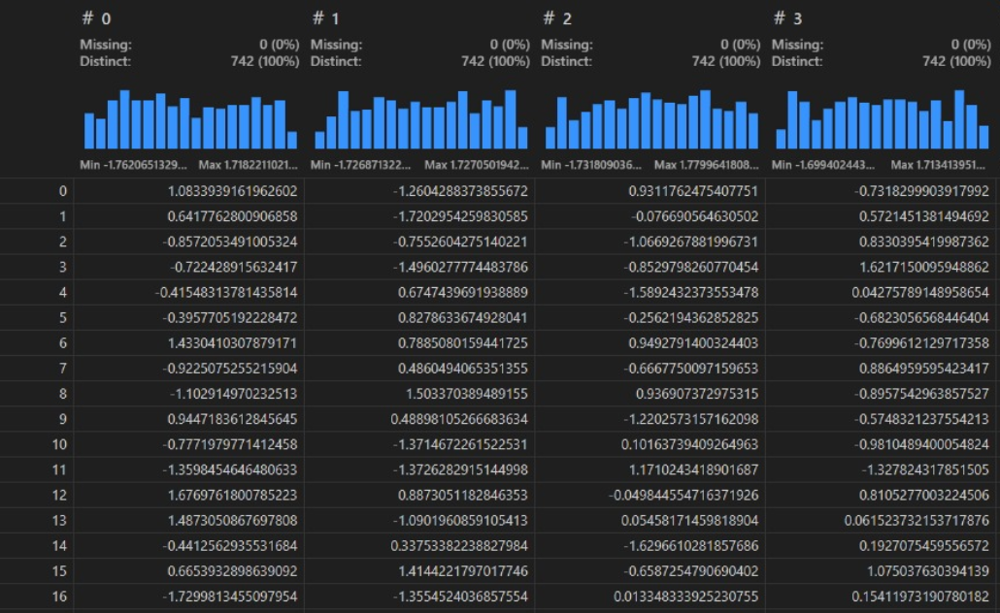 # 0 # 1 # 2 # 3
Missing: 0 (0%) Missing: 0 (0%) Missing: 0 (0%) Missing: 0 (0%)
Distinct: 742 (100%) Distinct: 742 (100%) Distinct: 742 (100%) Distinct: 742 (100%)
Min -1.7620651329... Max 1.7182211021... Min -1.726871322... Max 1.7270501942... Min -1.731809036... Max 1.7799641808... Min -1.699402443... Max 1.713413951...
0 1.0833939161962602 -1.2604288373855672 0.9311762475407751 -0.7318299903917992
1 0.6417762800906858 -1.7202954259830585 -0.076690564630502 0.5721451381494692
2 -0.8572053491005324 -0.7552604275140221 -1.0669267881996731 0.8330395419987362
3 -0.722428915632417 -1.4960277774483786 -0.8529798260770454 1.6217150095948862
4 -0.41548313781435814 0.6747439691938889 -1.5892432373553478 0.04275789148958654
5 -0.3957705192228472 0.8278633674928041 -0.2562194362852825 -0.6823056568446404
6 1.4330410307879171 0.7885080159441725 0.9492791400324403 -0.7699612129717358
7 -0.9225075255215904 0.4860494065351355 -0.6667750097159653 0.8864959595423417
8 -1.102914970232513 1.503370389489155 0.936907372975315 -0.8957542963857527
9 0.9447183612845645 0.48898105266683634 -1.2202573157162098 -0.5748321237554213
10 -0.7771979771412458 -1.3714672261522531 0.10163739409264963 -0.9810489400054824
11 -1.3598454646480633 -1.3726282915144998 1.1710243418901687 -1.327824317851505
12 1.6769761800785223 0.8873051182846353 -0.049844554716371926 0.8105277003224506
13 1.4873050867697808 -1.0901960859105413 0.05458171459818904 0.061523732153717876
14 -0.4412562935531684 0.33753382238827984 -1.6296610281857686 0.1927075459556572
15 0.6653932898639092 1.4144221797017746 -0.6587254790690402 1.075037630394139
16 -1.7299813455097954 -1.3554524036857554 0.013348333925230755 0.15411973190780182